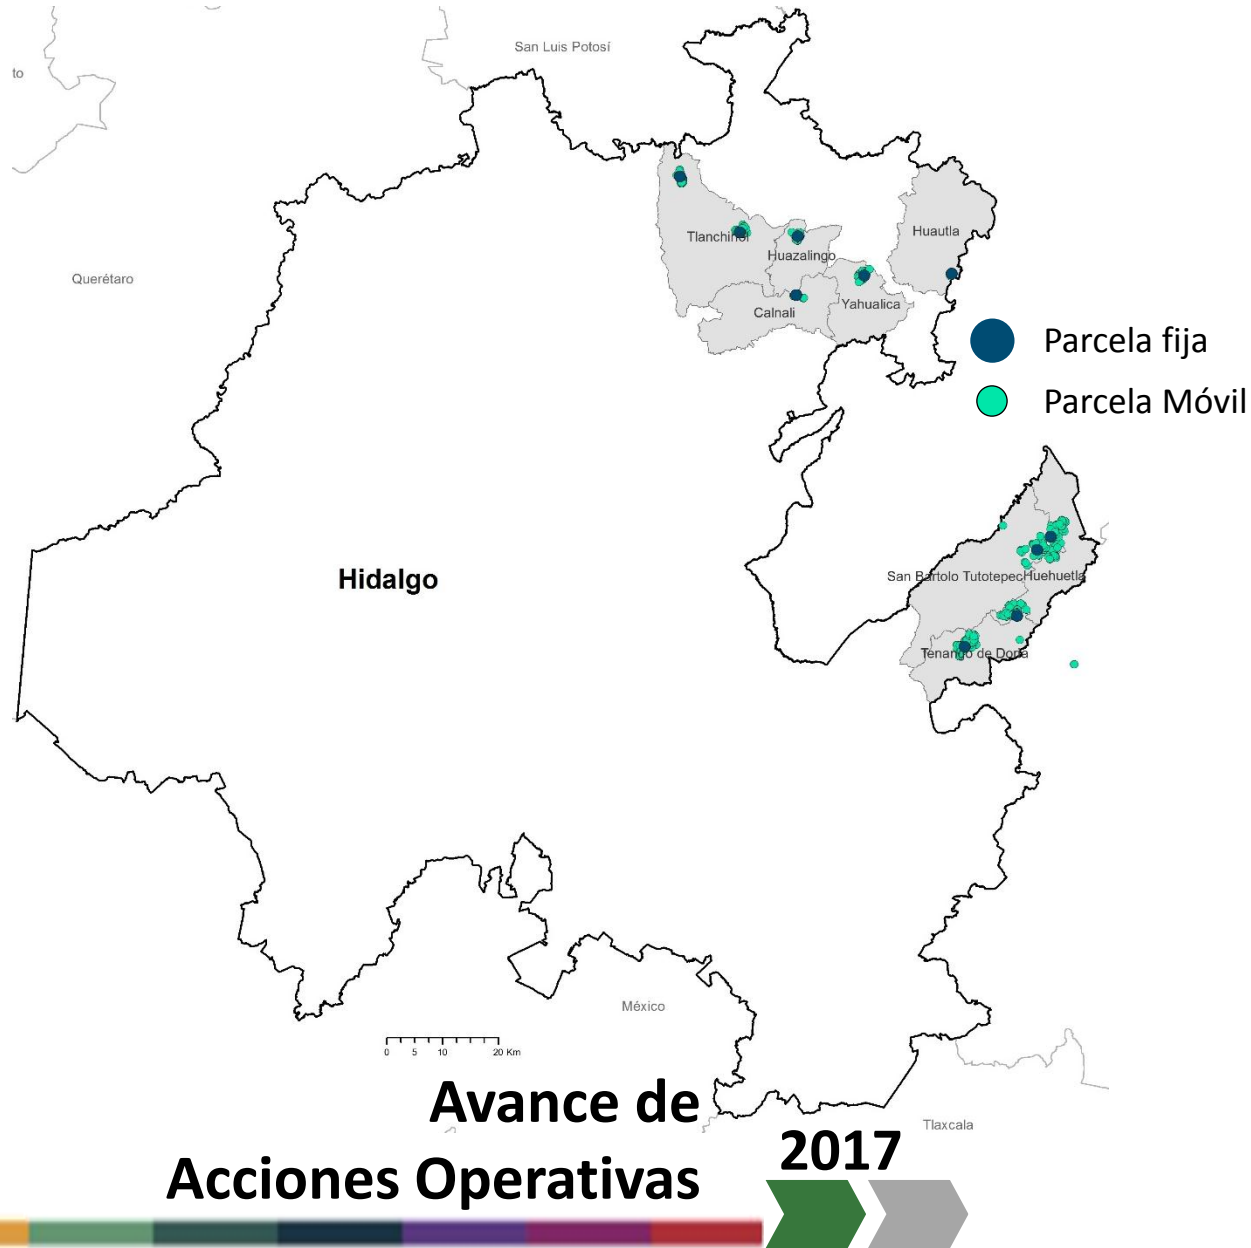 San Luis Potosí
to
Huautla
Tlanchinol
Huazalingo
Querétaro
Yahualica
Calnali
Parcela fija
Parcela Móvil
San Bartolo Tutotepec
Huehuetla
Hidalgo
Tenango de Doria
México
0 5 10 20 Km
Avance de
Acciones Operativas
2017
Tlaxcala